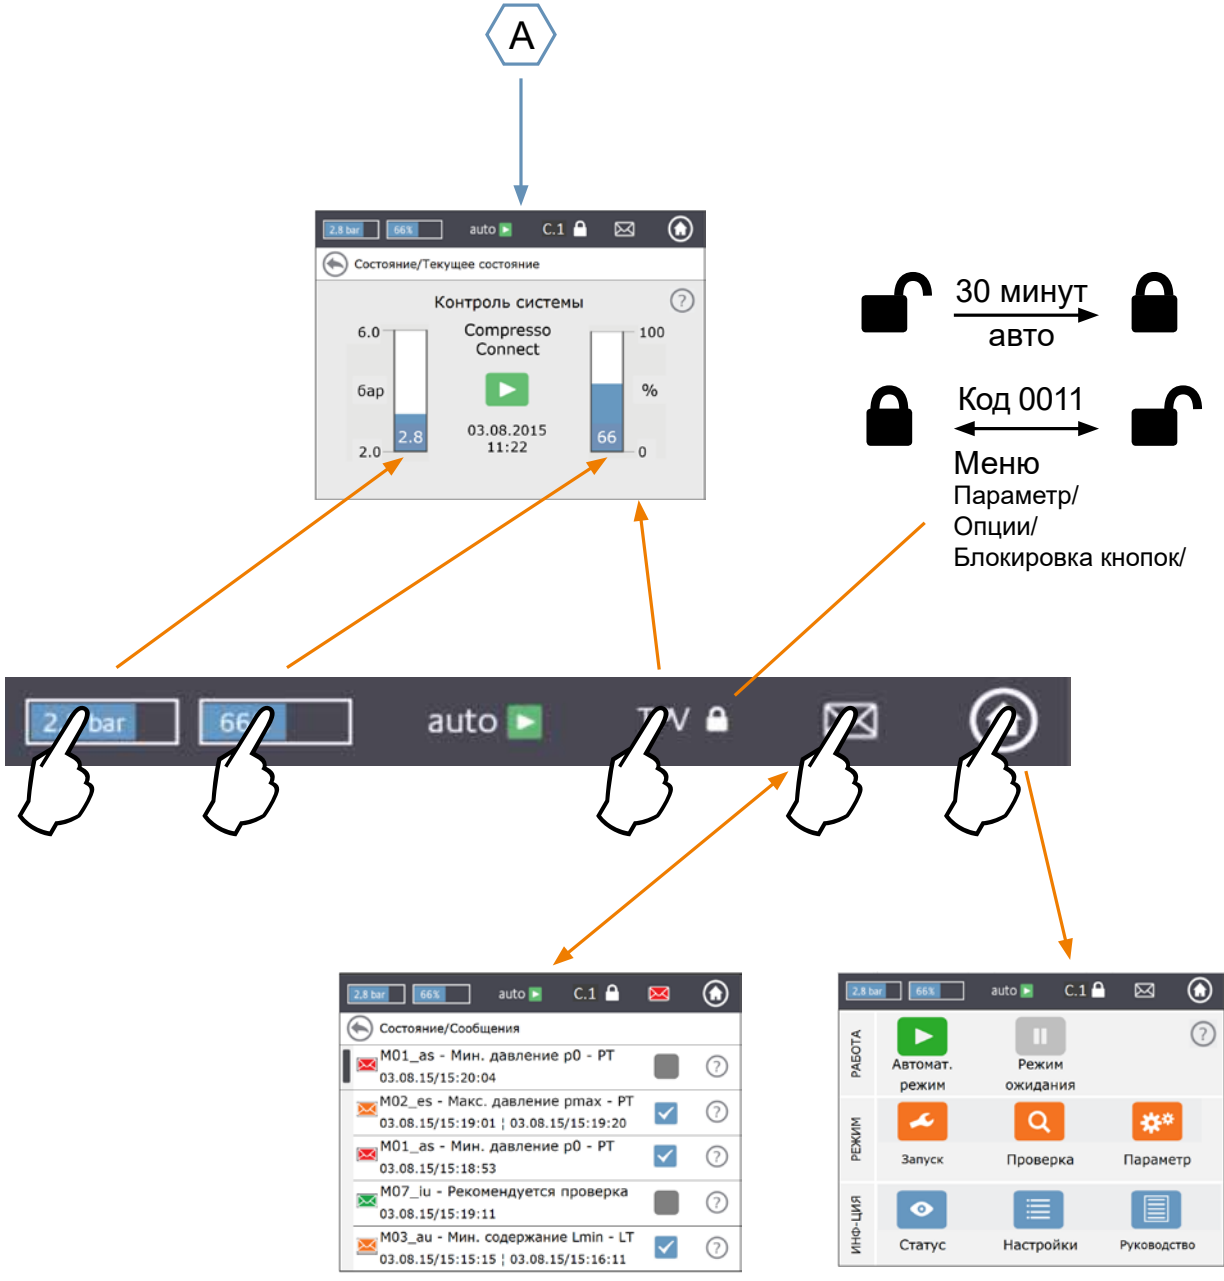 A
2,8 bar 66% auto C.1
Состояние/Текущее состояние
Контроль системы ?
6.0 Compresso 100
Connect
бар %
2.8 03.08.2015 66
11:22
2.0 0
30 минут
авто
Код 0011
Меню
Параметр/
Опции/
Блокировка кнопок/
bar 66 auto
2,8 bar 66% auto C.1
Состояние/Сообщения
M01_as - Мин. давление p0 - PT
03.08.15/15:20:04 ?
M02_es - Макс. давление pmax - PT
03.08.15/15:19:01 ¦ 03.08.15/15:19:20 ?
M01_as - Мин. давление p0 - PT
03.08.15/15:18:53 ?
M07_iu - Рекомендуется проверка
03.08.15/15:19:11 ?
M03_au - Мин. содержание Lmin - LT
03.08.15/15:15:15 ¦ 03.08.15/15:16:11 ?
2,8 bar 66% auto C.1
РАБОТА
Автомат. режим
Режим ожидания
?
РЕЖИМ
Запуск Проверка Параметр
ИНФ-ЦИЯ
Статус Настройки Руководство